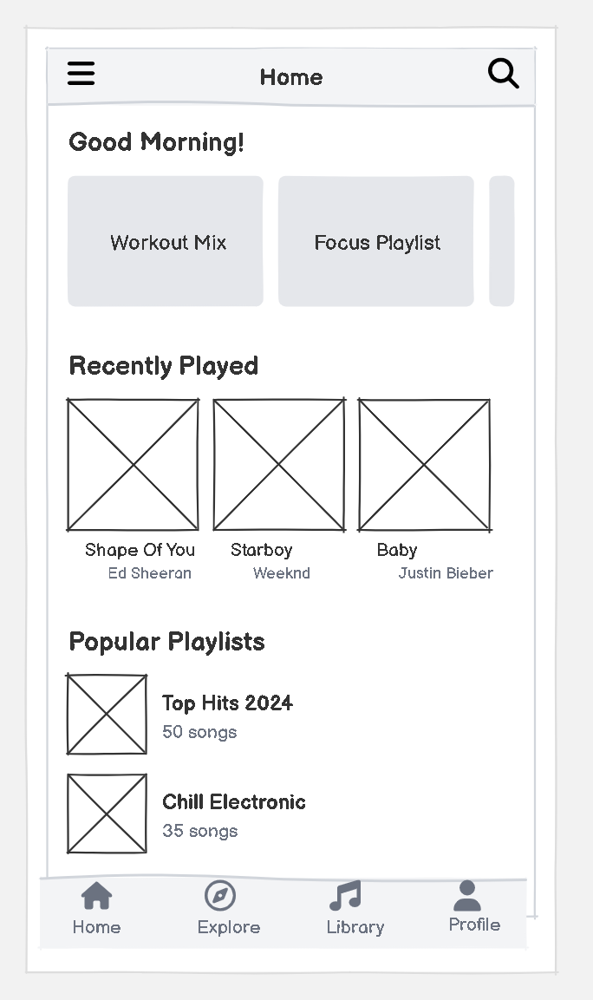 Home
Good Morning!
Workout Mix
Focus Playlist
Recently Played
Shape Of You
Ed Sheeran
Starboy
Weeknd
Baby
Justin Bieber
Popular Playlists
Top Hits 2024
50 songs
Chill Electronic
35 songs
Home
Explore
Library
Profile